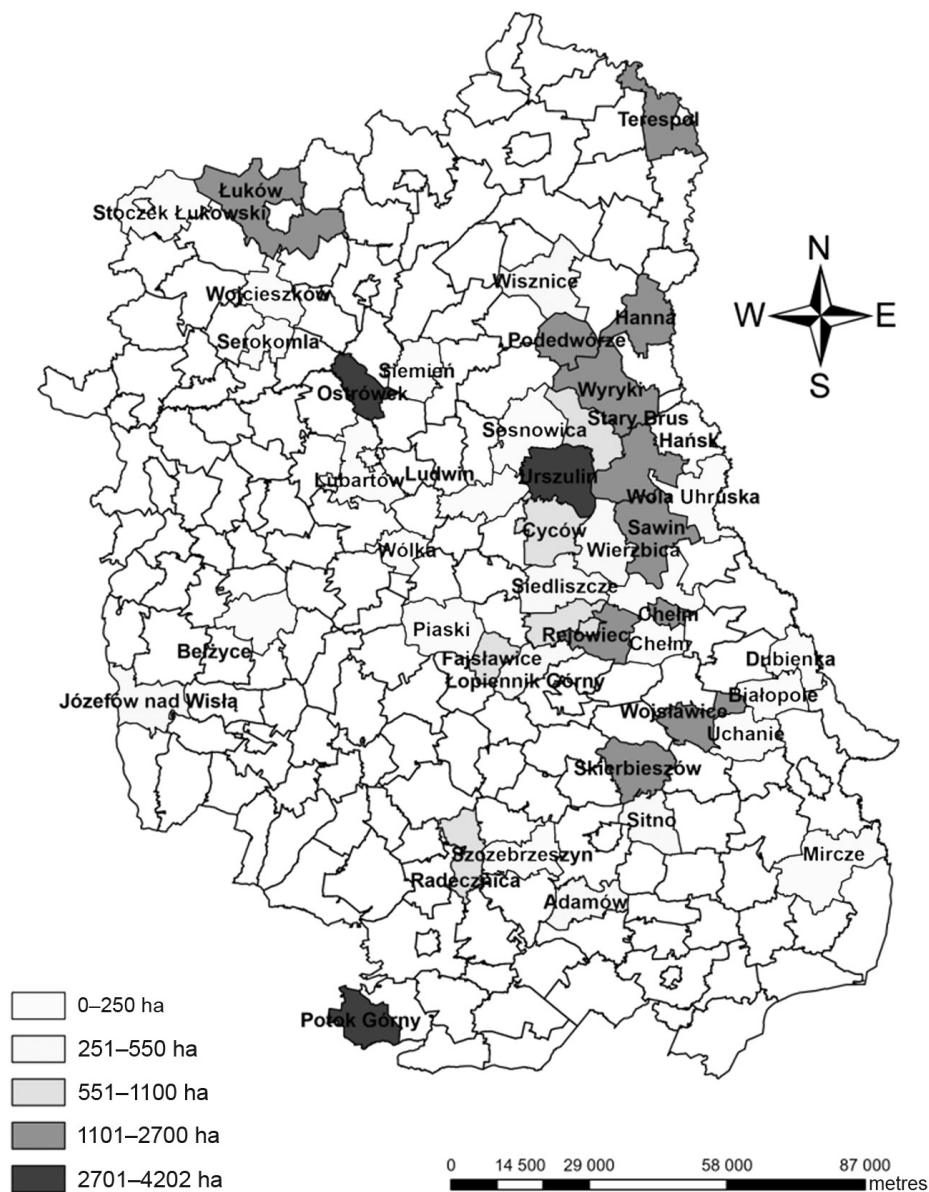 Terespol
Łuków
Stoczek Łukowski
N
Wisznice
Wojcieszków
W
E
Hanna
Podedwórze
Serokomla
Siemień
S
Ostrówek
Wyryki
Stary Brus
Sosnowica
Hańsk
Ludwin
Urszulin
Lubartów
Wola Uhruska
Cyców
Sawin
Wólka
Wierzbica
Siedliszcze
Chełm
Piaski
Rejowiec
Chełm
Bełżyce
Fajsławice
Dubienka
Łopiennik Górny
Białopole
Józefów nad Wisłą
Wojsławice
Uchanie
Skierbieszów
Sitno
Szczebrzeszyn
Mircze
Radecznica
Adamów
Potok Górny
0–250 ha
251–550 ha
551–1100 ha
1101–2700 ha
2701–4202 ha
0 14 500 29 000 58 000 87 000
metres